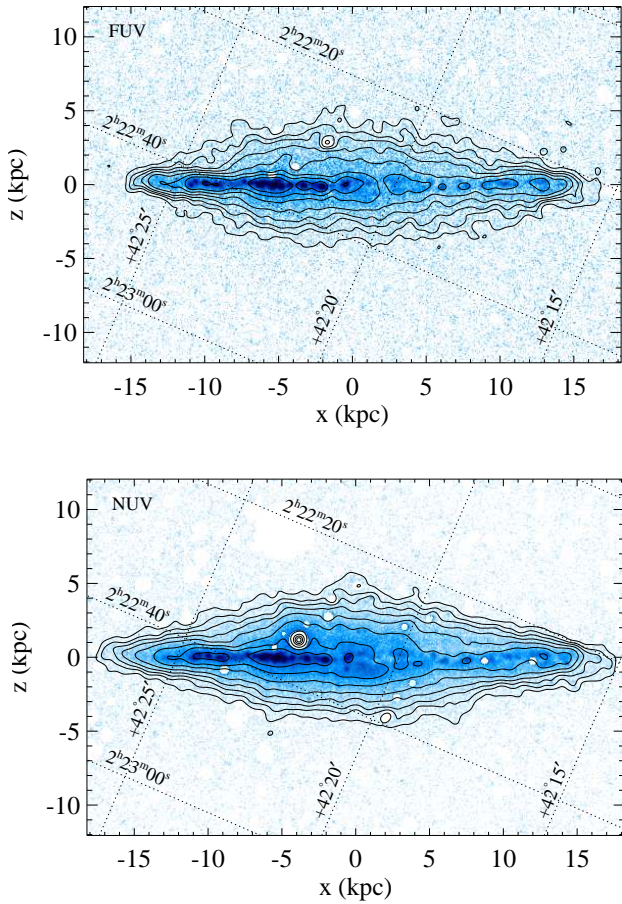 FUV
10
5
0
-5
-10
z (kpc)
2ʰ22ᵐ20ˢ
2ʰ22ᵐ40ˢ
2ʰ23ᵐ00ˢ
+42°25′
+42°20′
+42°15′
-15 -10 -5 0 5 10 15
x (kpc)
NUV
10
5
0
-5
-10
z (kpc)
2ʰ22ᵐ20ˢ
2ʰ22ᵐ40ˢ
2ʰ23ᵐ00ˢ
+42°25′
+42°20′
+42°15′
-15 -10 -5 0 5 10 15
x (kpc)